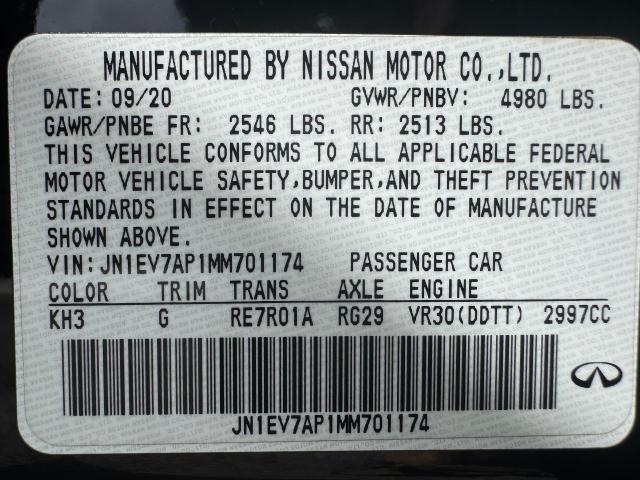 MANUFACTURED BY NISSAN MOTOR CO.,LTD.
DATE: 09/20 GVWR/PNBV: 4980 LBS.
GAWR/PNBE FR: 2546 LBS. RR: 2513 LBS.
THIS VEHICLE CONFORMS TO ALL APPLICABLE FEDERAL
MOTOR VEHICLE SAFETY,BUMPER,AND THEFT PREVENTION
STANDARDS IN EFFECT ON THE DATE OF MANUFACTURE
SHOWN ABOVE.
VIN:JN1EV7AP1MM701174 PASSENGER CAR
COLOR TRIM TRANS AXLE ENGINE
KH3 G RE7R01A RG29 VR30(DDTT) 2997CC
JN1EV7AP1MM701174